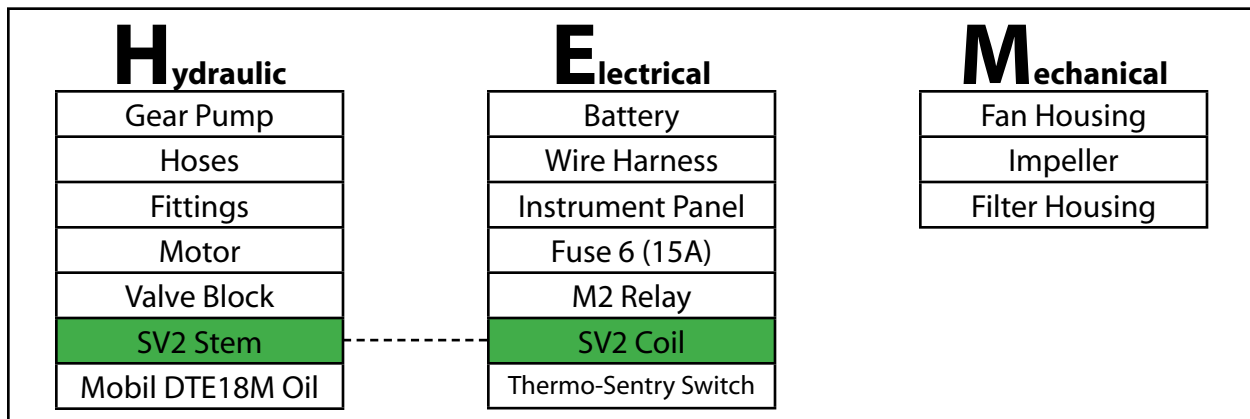 Hydraulic
Gear Pump
Hoses
Fittings
Motor
Valve Block
SV2 Stem
Mobil DTE18M Oil
Electrical
Battery
Wire Harness
Instrument Panel
Fuse 6 (15A)
M2 Relay
SV2 Coil
Thermo-Sentry Switch
Mechanical
Fan Housing
Impeller
Filter Housing